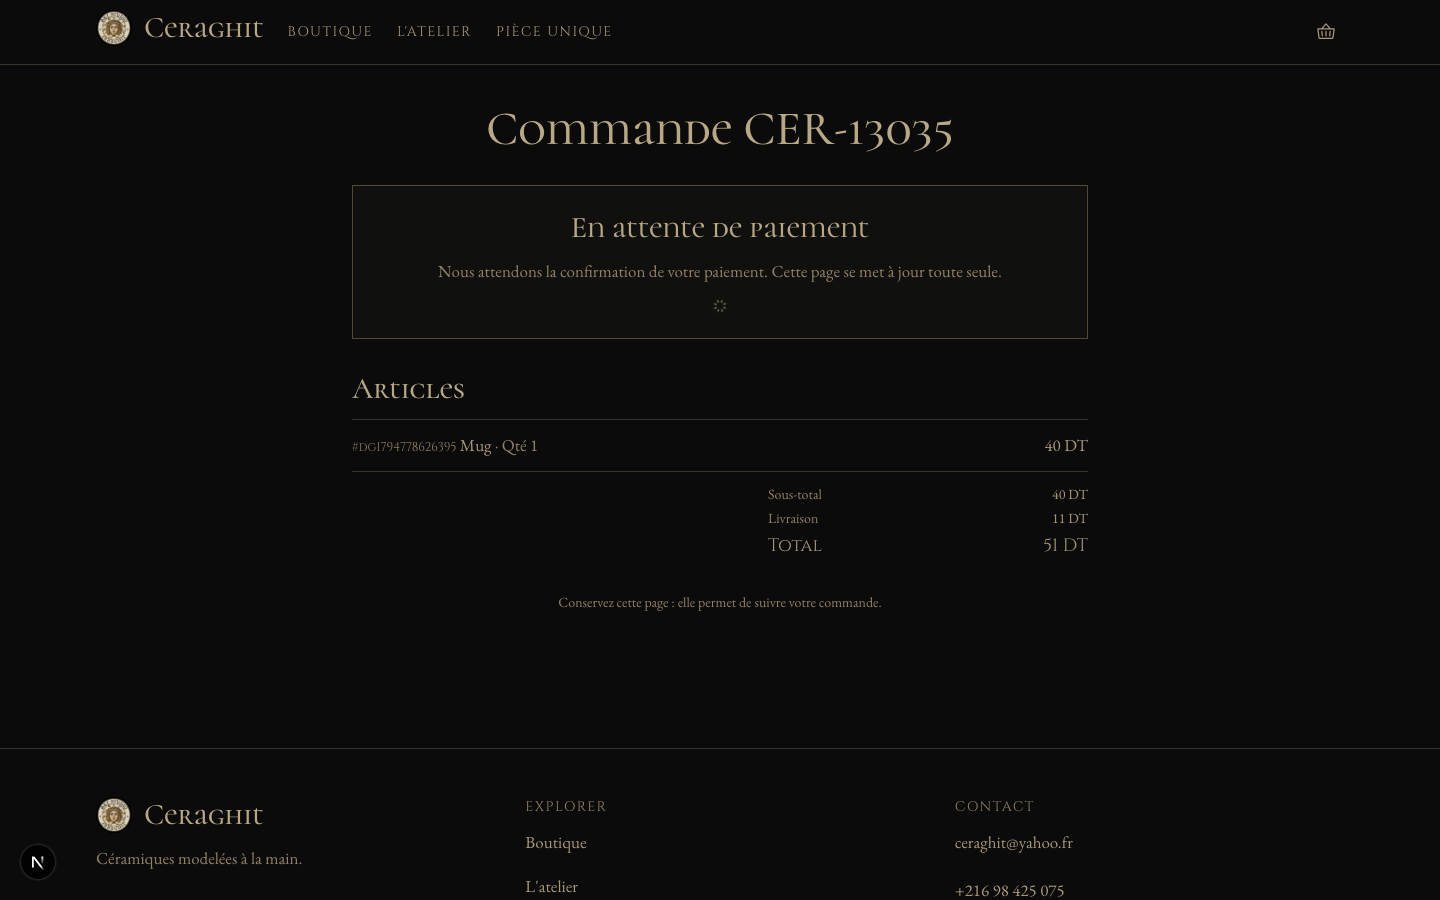 Ceraghit BOUTIQUE L'ATELIER PIÈCE UNIQUE
Commande CER-13035
En attente de paiement
Nous attendons la confirmation de votre paiement. Cette page se met à jour toute seule.
Articles
#DG1794778626395 Mug · Qté 1 40 DT
Sous-total 40 DT
Livraison 11 DT
Total 51 DT
Conservez cette page : elle permet de suivre votre commande.
Ceraghit
Céramiques modelées à la main.
EXPLORER
Boutique
L'atelier
CONTACT
ceraghit@yahoo.fr
+216 98 425 075
N